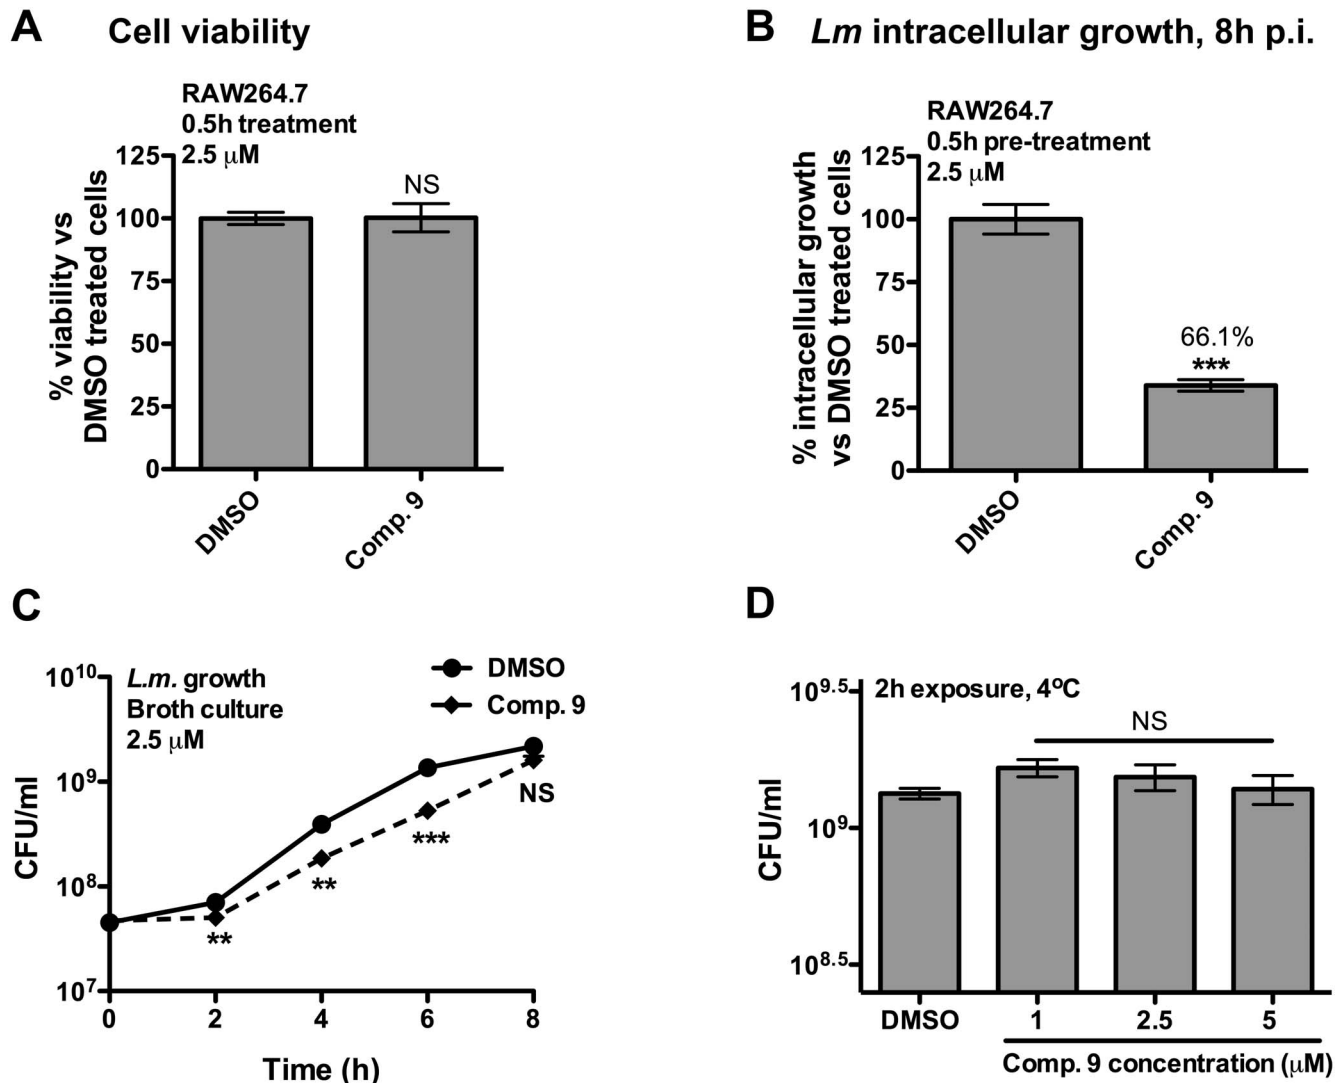 A Cell viability
RAW264.7
0.5h treatment
2.5 μM
% viability vs
DMSO treated cells
125
100
75
50
25
0
NS
DMSO
Comp. 9
B Lm intracellular growth, 8h p.i.
RAW264.7
0.5h pre-treatment
2.5 μM
% intracellular growth
vs DMSO treated cells
125
100
75
50
25
0
66.1%
***
DMSO
Comp. 9
C
L.m. growth
Broth culture
2.5 μM
DMSO
Comp. 9
CFU/ml
10¹⁰
10⁹
10⁸
10⁷
**
**
***
NS
0 2 4 6 8
Time (h)
D
2h exposure, 4ºC
NS
CFU/ml
10⁹·⁵
10⁹
10⁸·⁵
DMSO 1 2.5 5
Comp. 9 concentration (μM)